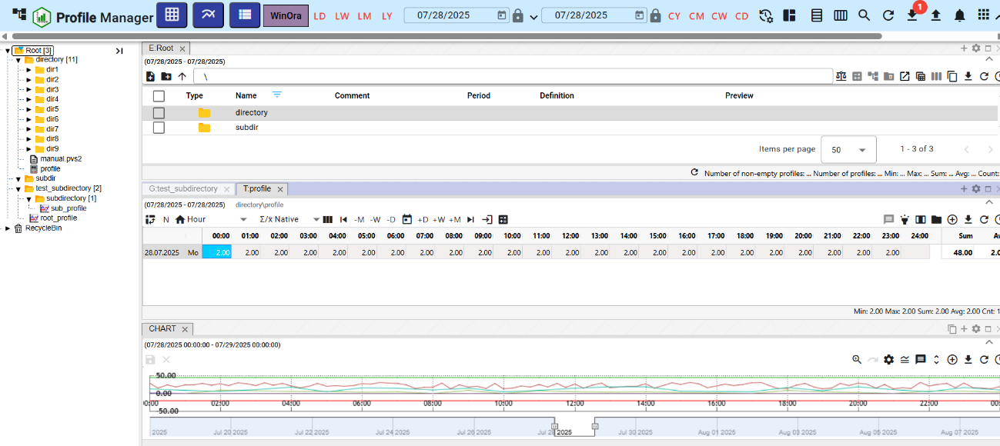 Profile Manager WinOra LD LW LM LY 07/28/2025 07/28/2025 CY CM CW CD 1
Root [3]
directory [11]
dir1
dir2
dir3
dir4
dir5
dir6
dir7
dir8
dir9
manual.pvs2
profile
subdir
test_subdirectory [2]
subdirectory [1]
sub_profile
root_profile
RecycleBin
E:Root
(07/28/2025 - 07/28/2025)
\
Type Name Comment Period Definition Preview
directory
subdir
Items per page 50 1 - 3 of 3
Number of non-empty profiles: ... Number of profiles: ... Min: ... Max: ... Sum: ... Avg: ... Count:
G:test_subdirectory T:profile
(07/28/2025 - 07/28/2025) directory\profile
N Hour Σ/x̄ Native -M -W -D +D +W +M
00:00 01:00 02:00 03:00 04:00 05:00 06:00 07:00 08:00 09:00 10:00 11:00 12:00 13:00 14:00 15:00 16:00 17:00 18:00 19:00 20:00 21:00 22:00 23:00 24:00 Sum
28.07.2025 Mo 2.00 2.00 2.00 2.00 2.00 2.00 2.00 2.00 2.00 2.00 2.00 2.00 2.00 2.00 2.00 2.00 2.00 2.00 2.00 2.00 2.00 2.00 2.00 2.00 48.00
Min: 2.00 Max: 2.00 Sum: 2.00 Avg: 2.00 Cnt: 1
CHART
(07/28/2025 00:00:00 - 07/29/2025 00:00:00)
50.00
0.00
02:00 04:00 06:00 08:00 10:00 12:00 14:00 16:00 18:00 20:00 22:00
-50.00
2025 Jul 20 2025 Jul 22 2025 Jul 24 2025 Jul 26 2025 Jul 28 2025 Jul 30 2025 Aug 01 2025 Aug 03 2025 Aug 05 2025 Aug 07 2025